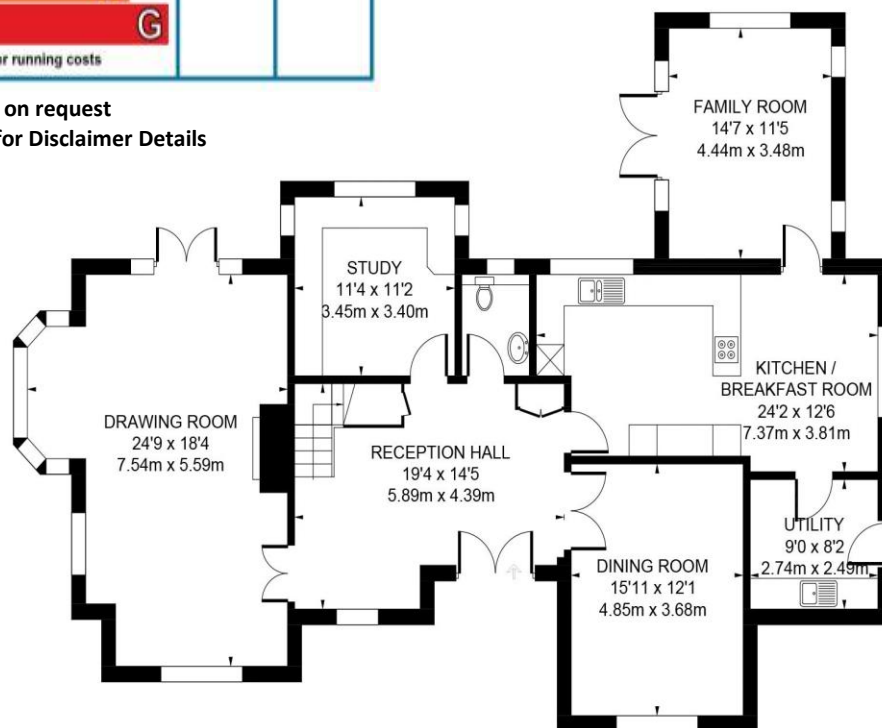 G
r running costs
on request
for Disclaimer Details
FAMILY ROOM
14'7 x 11'5
4.44m x 3.48m
STUDY
11'4 x 11'2
3.45m x 3.40m
DRAWING ROOM
24'9 x 18'4
7.54m x 5.59m
RECEPTION HALL
19'4 x 14'5
5.89m x 4.39m
KITCHEN /
BREAKFAST ROOM
24'2 x 12'6
7.37m x 3.81m
UTILITY
9'0 x 8'2
2.74m x 2.49m
DINING ROOM
15'11 x 12'1
4.85m x 3.68m